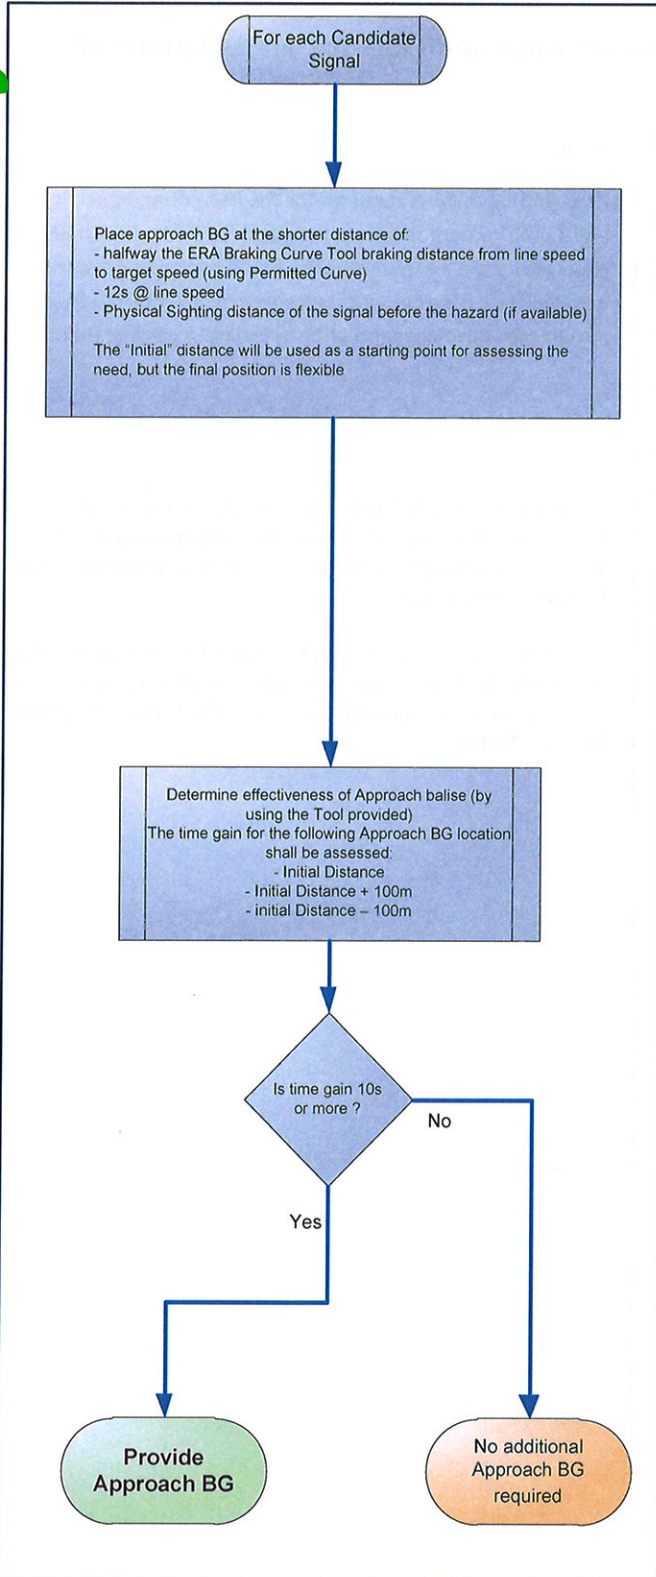 For each Candidate
Signal
Place approach BG at the shorter distance of:
- halfway the ERA Braking Curve Tool braking distance from line speed
to target speed (using Permitted Curve)
- 12s @ line speed
- Physical Sighting distance of the signal before the hazard (if available)
The "Initial" distance will be used as a starting point for assessing the
need, but the final position is flexible
Determine effectiveness of Approach balise (by
using the Tool provided)
The time gain for the following Approach BG location
shall be assessed:
- Initial Distance
- Initial Distance + 100m
- initial Distance – 100m
Is time gain 10s
or more ?
No
Yes
Provide
Approach BG
No additional
Approach BG
required